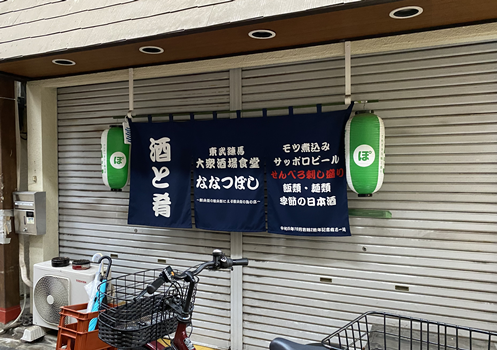 ぽ
酒と肴
東武練馬
大衆酒場食堂
ななつぼし
モツ煮込み
サッポロビール
せんべろ刺し盛り
飯類・麺類
季節の日本酒
ぽ